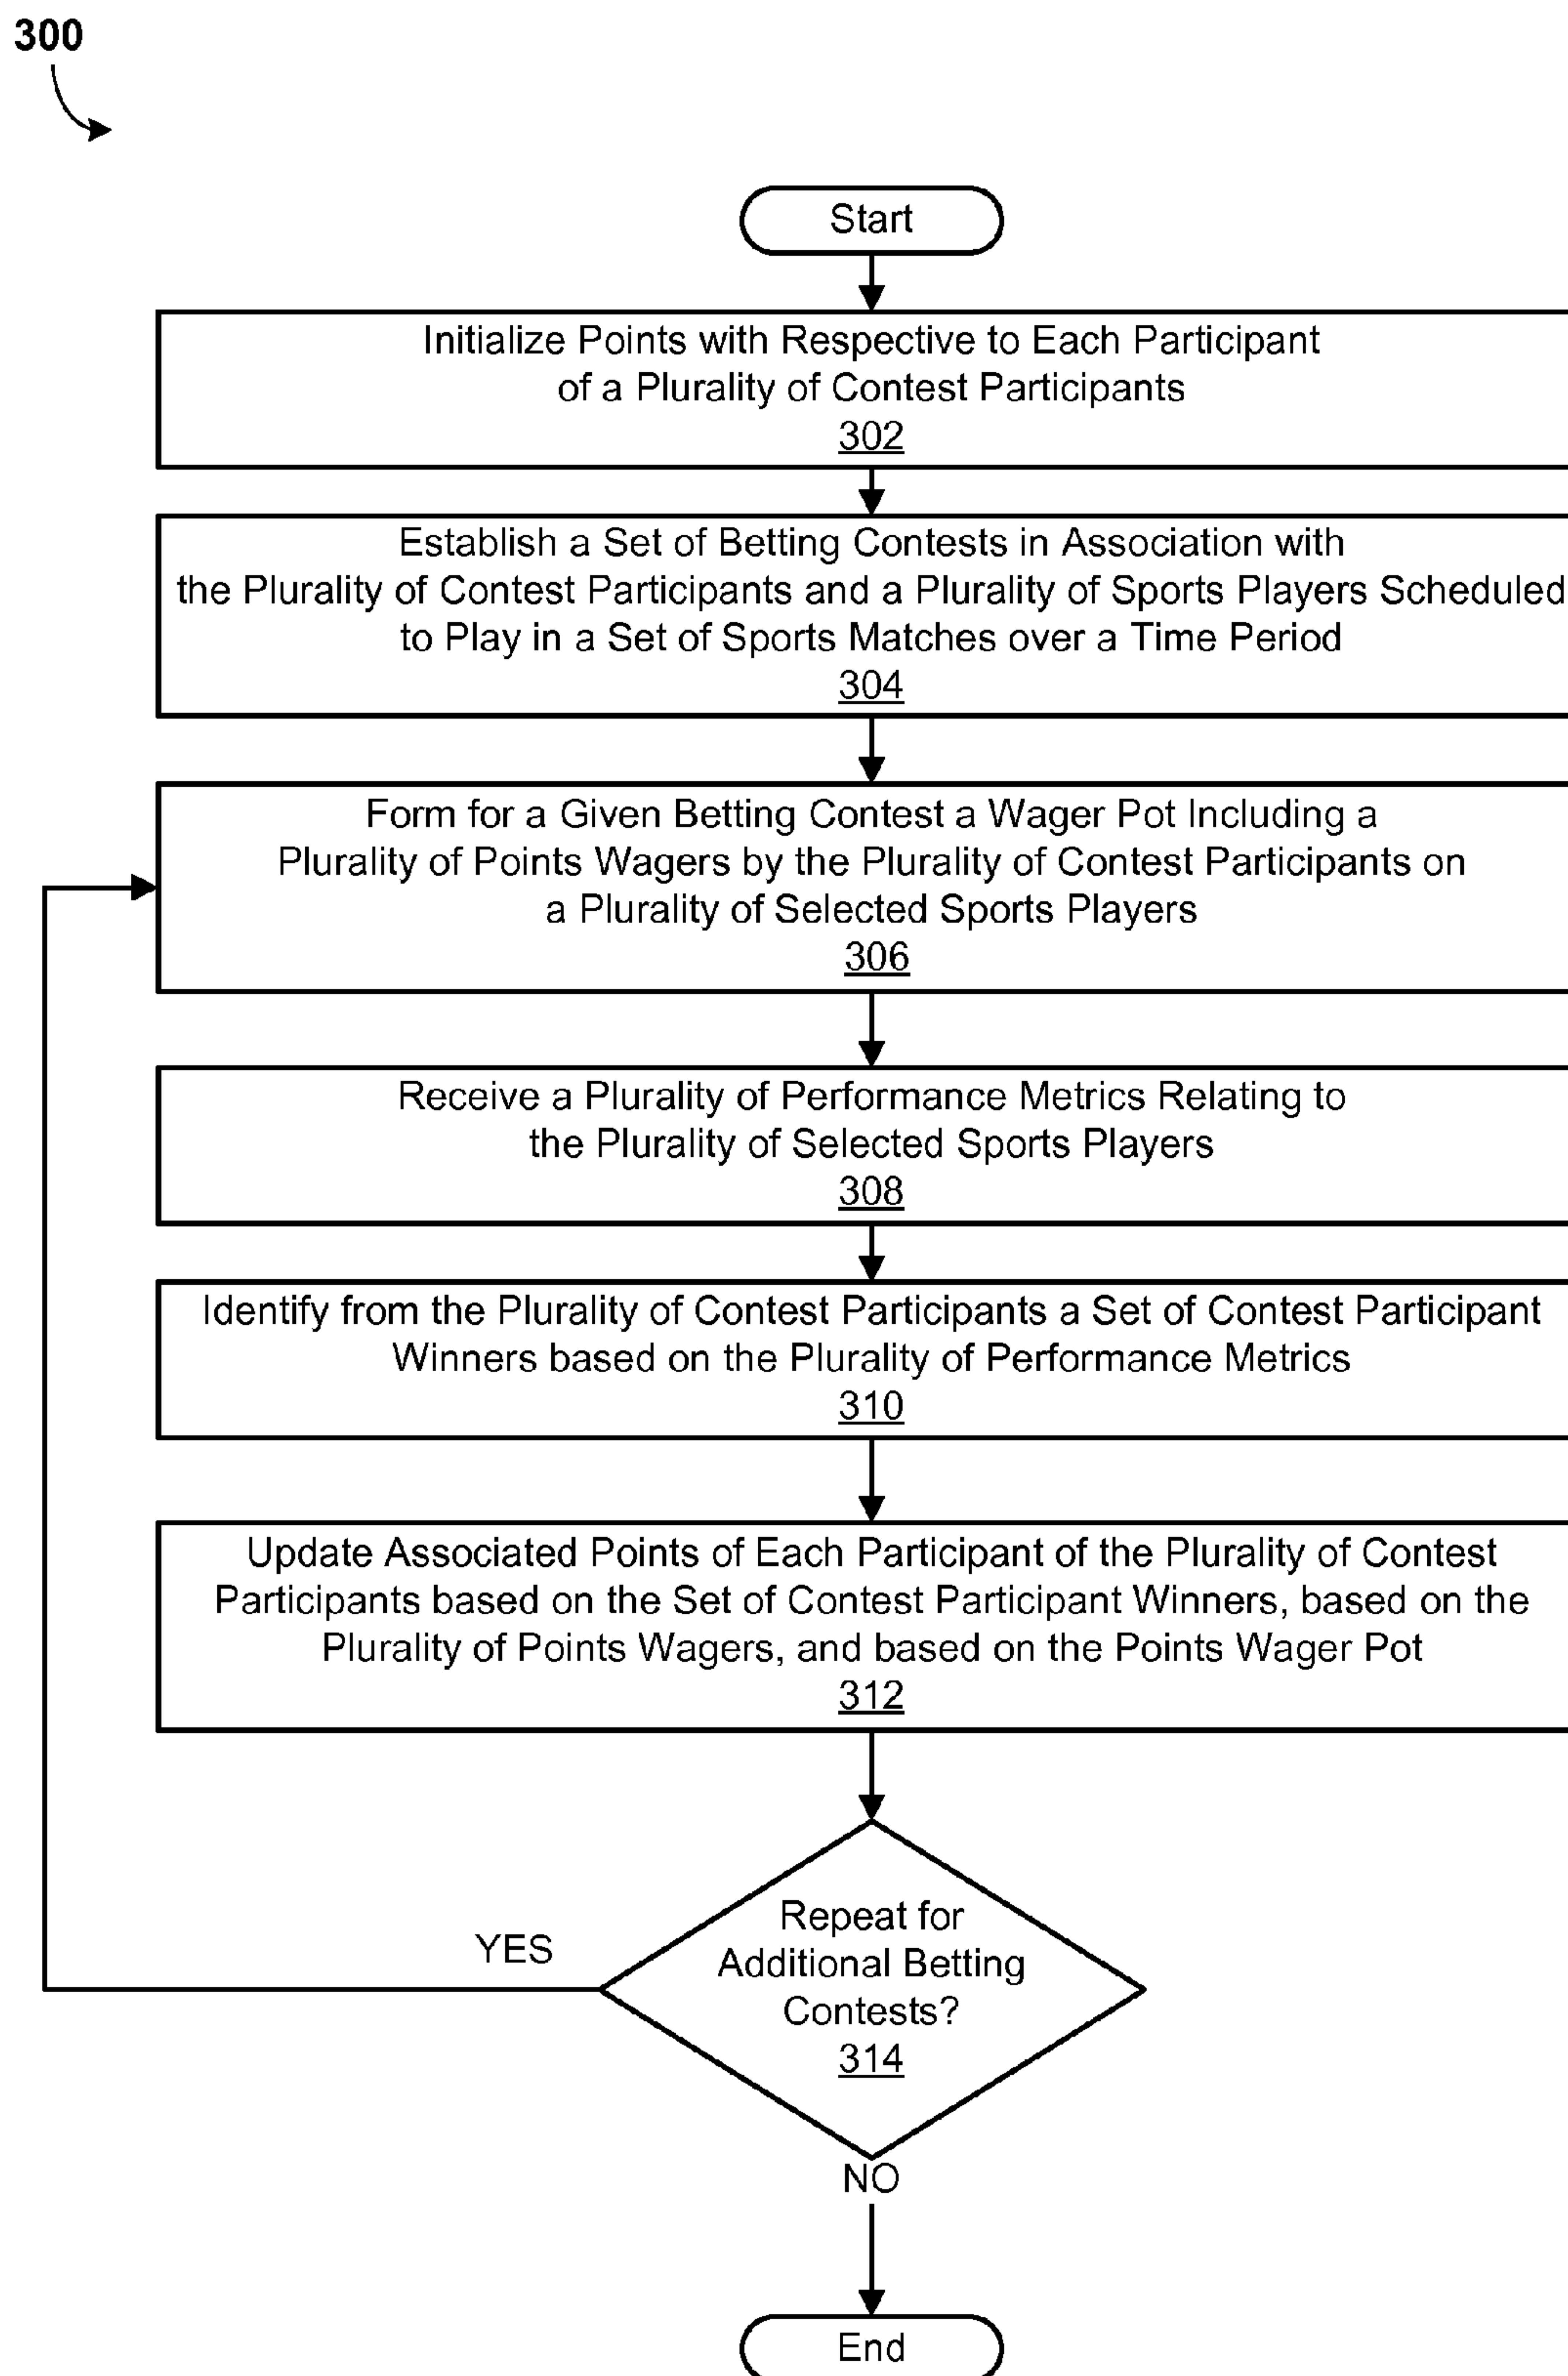 300
Start
Initialize Points with Respective to Each Participant
of a Plurality of Contest Participants
302
Establish a Set of Betting Contests in Association with
the Plurality of Contest Participants and a Plurality of Sports Players Scheduled
to Play in a Set of Sports Matches over a Time Period
304
Form for a Given Betting Contest a Wager Pot Including a
Plurality of Points Wagers by the Plurality of Contest Participants on
a Plurality of Selected Sports Players
306
Receive a Plurality of Performance Metrics Relating to
the Plurality of Selected Sports Players
308
Identify from the Plurality of Contest Participants a Set of Contest Participant
Winners based on the Plurality of Performance Metrics
310
Update Associated Points of Each Participant of the Plurality of Contest
Participants based on the Set of Contest Participant Winners, based on the
Plurality of Points Wagers, and based on the Points Wager Pot
312
YES
Repeat for
Additional Betting
Contests?
314
NO
End